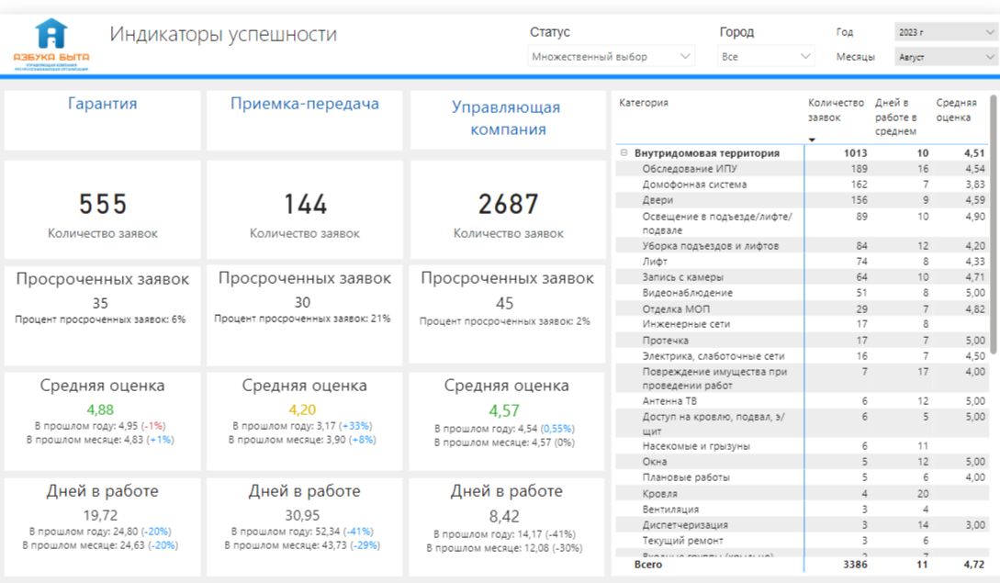 АЗБУКА БЫТА
Индикаторы успешности
Статус
Множественный выбор
Город
Все
Год
2023 г
Месяцы
Август
Гарантия
555
Количество заявок
Просроченных заявок
35
Процент просроченных заявок: 6%
Средняя оценка
4,88
В прошлом году: 4,95 (-1%)
В прошлом месяце: 4,83 (+1%)
Дней в работе
19,72
В прошлом году: 24,80 (-20%)
В прошлом месяце: 24,63 (-20%)
Приемка-передача
144
Количество заявок
Просроченных заявок
30
Процент просроченных заявок: 21%
Средняя оценка
4,20
В прошлом году: 3,17 (+33%)
В прошлом месяце: 3,90 (+8%)
Дней в работе
30,95
В прошлом году: 52,34 (-41%)
В прошлом месяце: 43,73 (-29%)
Управляющая
компания
2687
Количество заявок
Просроченных заявок
45
Процент просроченных заявок: 2%
Средняя оценка
4,57
В прошлом году: 4,54 (0,55%)
В прошлом месяце: 4,57 (0%)
Дней в работе
8,42
В прошлом году: 14,17 (-41%)
В прошлом месяце: 12,08 (-30%)
Категория Количество Дней в Средняя
заявок работе в оценка
среднем
Внутридомовая территория 1013 10 4,51
Обследование ИПУ 189 16 4,54
Домофонная система 162 7 3,83
Двери 156 9 4,59
Освещение в подъезде/лифте/ 89 10 4,90
подвале
Уборка подъездов и лифтов 84 12 4,20
Лифт 74 8 4,33
Запись с камеры 64 10 4,71
Видеонаблюдение 51 8 5,00
Отделка МОП 29 7 4,82
Инженерные сети 17 8
Протечка 17 7 5,00
Электрика, слаботочные сети 16 7 4,50
Повреждение имущества при 7 17 4,00
проведении работ
Антенна ТВ 6 12 5,00
Доступ на кровлю, подвал, э/ 6 5 5,00
щит
Насекомые и грызуны 6 11
Окна 5 12 5,00
Плановые работы 5 6 4,00
Кровля 4 20
Вентиляция 3 4
Диспетчеризация 3 14 3,00
Текущий ремонт 3 6
Всего 3386 11 4,72